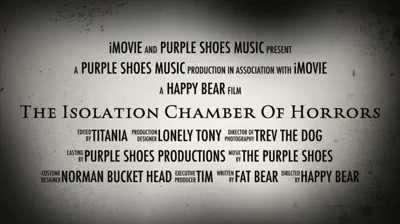 iMOVIE AND PURPLE SHOES MUSIC PRESENT
A PURPLE SHOES MUSIC PRODUCTION IN ASSOCIATION WITH iMOVIE
A HAPPY BEAR FILM
THE ISOLATION CHAMBER OF HORRORS
EDITED BY TITANIA PRODUCTION DESIGNER LONELY TONY DIRECTOR OF PHOTOGRAPHY TREV THE DOG
CASTING BY PURPLE SHOES PRODUCTIONS MUSIC BY THE PURPLE SHOES
COSTUME DESIGNER NORMAN BUCKET HEAD EXECUTIVE PRODUCER TIM WRITTEN BY FAT BEAR DIRECTED BY HAPPY BEAR